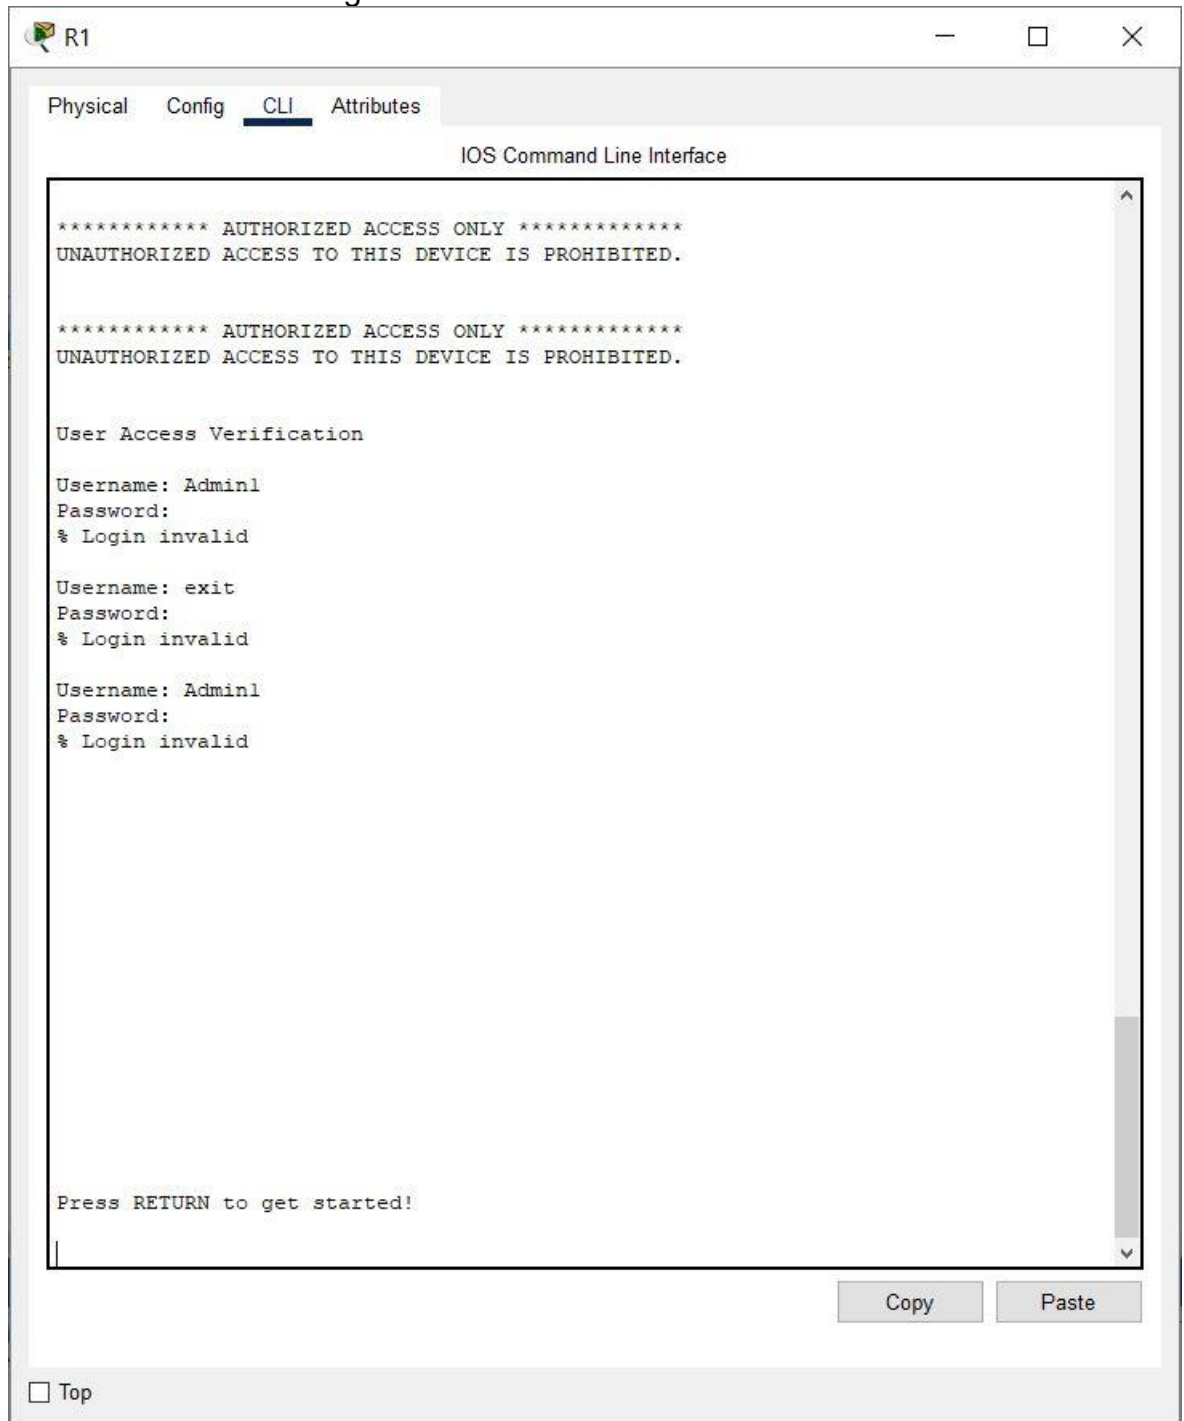 R1
Physical Config CLI Attributes
IOS Command Line Interface
************ AUTHORIZED ACCESS ONLY *************
UNAUTHORIZED ACCESS TO THIS DEVICE IS PROHIBITED.
************ AUTHORIZED ACCESS ONLY *************
UNAUTHORIZED ACCESS TO THIS DEVICE IS PROHIBITED.
User Access Verification
Username: Admin1
Password:
% Login invalid
Username: exit
Password:
% Login invalid
Username: Admin1
Password:
% Login invalid
Press RETURN to get started!
Copy Paste
Top